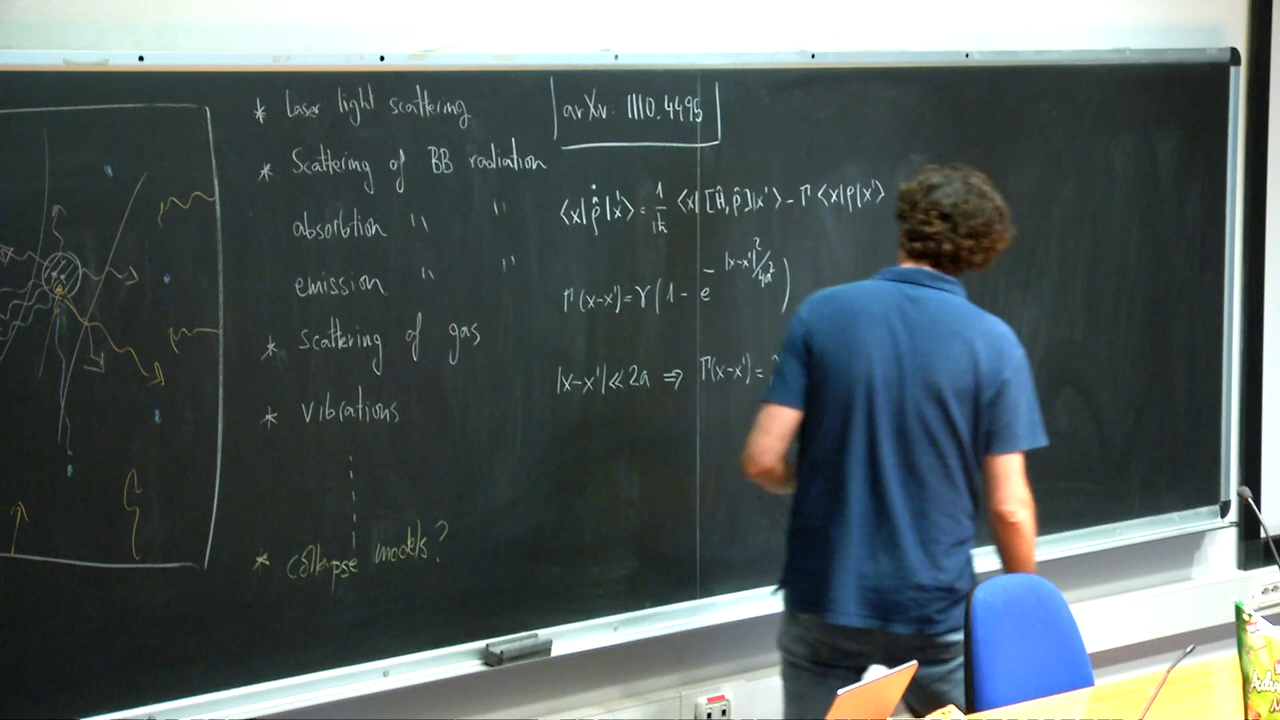 * Laser light scattering
* Scattering of BB radiation
absorbtion " "
emission " "
* scattering of gas
* vibrations
* collapse models?
arXiv: 1110.4495
⟨x|ρ̂̇|x'⟩ = 1/iħ ⟨x|[Ĥ,ρ̂]|x'⟩ - Γ⟨x|ρ|x'⟩
Γ(x-x') = γ(1 - e^{-|x-x'|²/4a²})
|x-x'| ≪ 2a ⇒ Γ(x-x') =